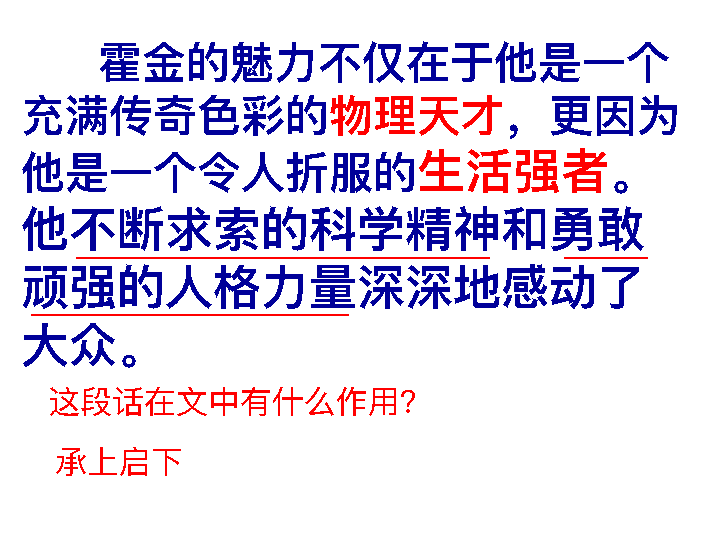 霍金的魅力不仅在于他是一个
充满传奇色彩的物理天才，更因为
他是一个令人折服的生活强者。
他不断求索的科学精神和勇敢
顽强的人格力量深深地感动了
大众。
这段话在文中有什么作用？
承上启下